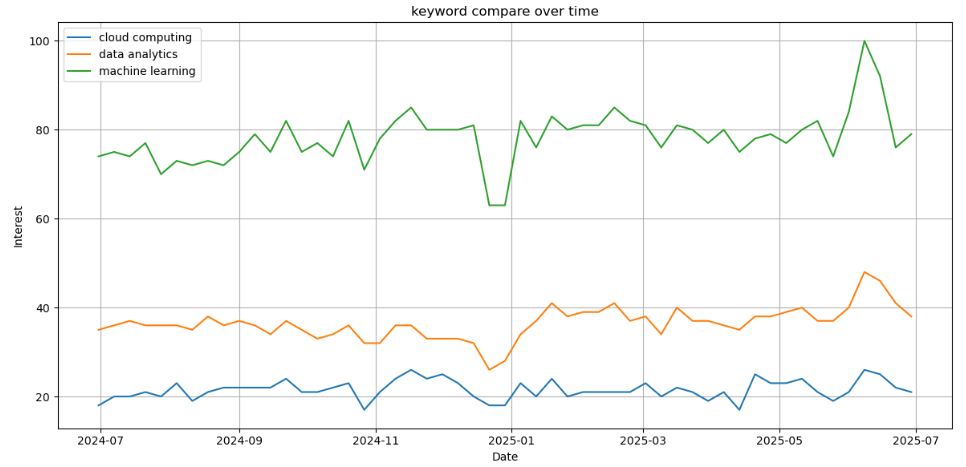 keyword compare over time
cloud computing
data analytics
machine learning
100
80
60
40
20
Interest
2024-07 2024-09 2024-11 2025-01 2025-03 2025-05 2025-07
Date